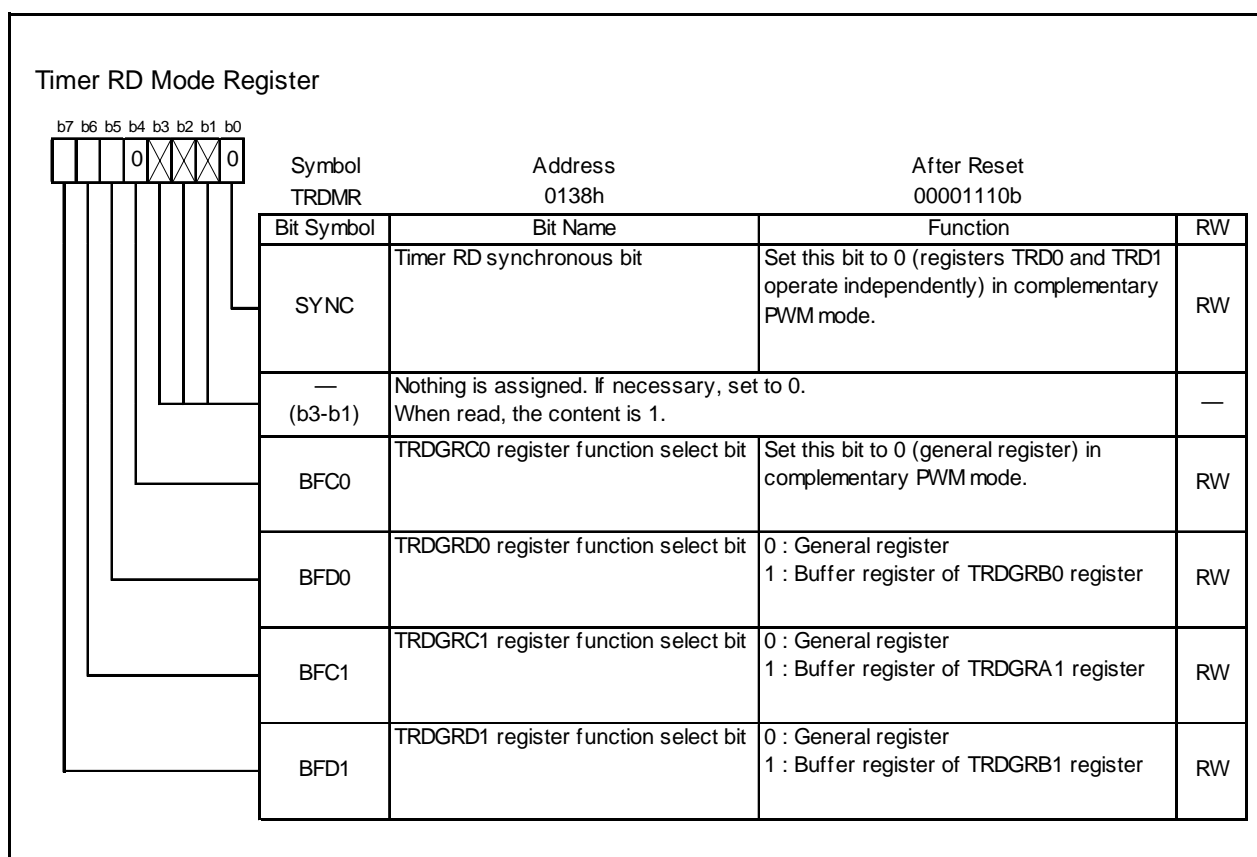 Timer RD Mode Register
b7 b6 b5 b4 b3 b2 b1 b0
0 0
Symbol Address After Reset
TRDMR 0138h 00001110b
Bit Symbol Bit Name Function RW
SYNC Timer RD synchronous bit Set this bit to 0 (registers TRD0 and TRD1
operate independently) in complementary
PWM mode. RW
— Nothing is assigned. If necessary, set to 0.
(b3-b1) When read, the content is 1. —
BFC0 TRDGRC0 register function select bit Set this bit to 0 (general register) in
complementary PWM mode. RW
BFD0 TRDGRD0 register function select bit 0 : General register
1 : Buffer register of TRDGRB0 register RW
BFC1 TRDGRC1 register function select bit 0 : General register
1 : Buffer register of TRDGRA1 register RW
BFD1 TRDGRD1 register function select bit 0 : General register
1 : Buffer register of TRDGRB1 register RW